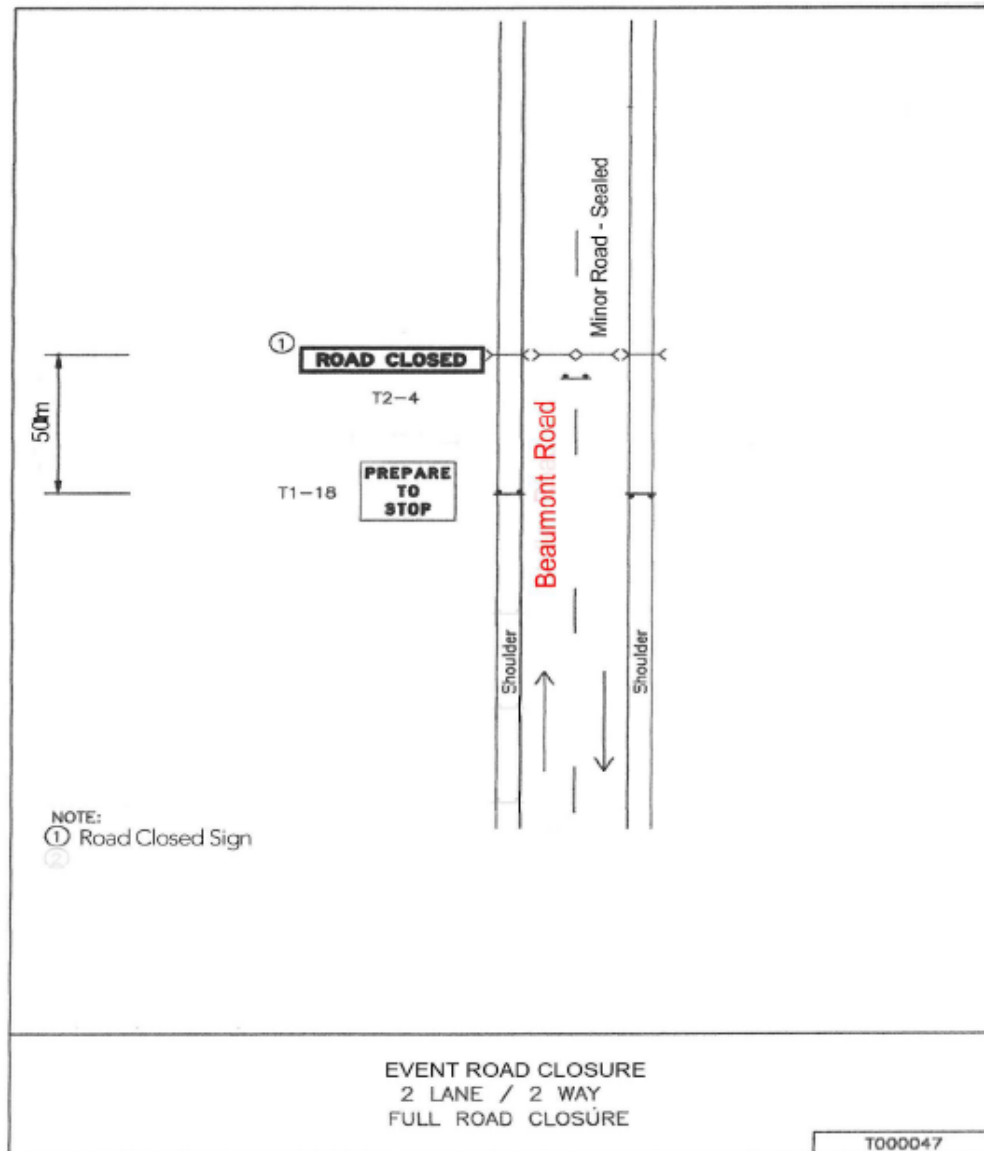 Minor Road - Sealed
①
ROAD CLOSED
T2-4
50m
Beaumont Road
T1-18
PREPARE
TO
STOP
Shoulder
Shoulder
NOTE:
① Road Closed Sign
②
EVENT ROAD CLOSURE
2 LANE / 2 WAY
FULL ROAD CLOSURE
T000047